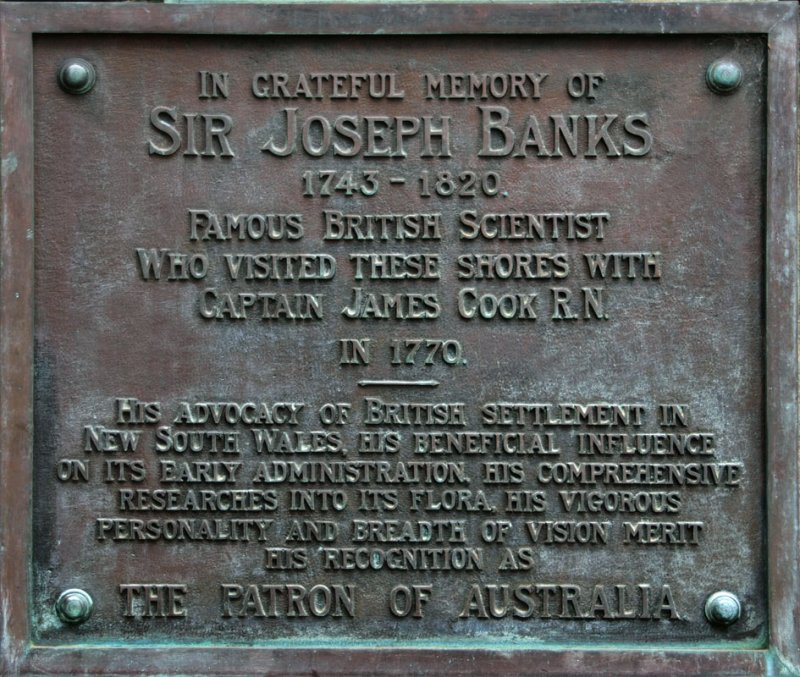 IN GRATEFUL MEMORY OF
SIR JOSEPH BANKS
1743 - 1820.
FAMOUS BRITISH SCIENTIST
WHO VISITED THESE SHORES WITH
CAPTAIN JAMES COOK R.N.
IN 1770.
HIS ADVOCACY OF BRITISH SETTLEMENT IN
NEW SOUTH WALES, HIS BENEFICIAL INFLUENCE
ON ITS EARLY ADMINISTRATION, HIS COMPREHENSIVE
RESEARCHES INTO ITS FLORA, HIS VIGOROUS
PERSONALITY AND BREADTH OF VISION MERIT
HIS RECOGNITION AS
THE PATRON OF AUSTRALIA.